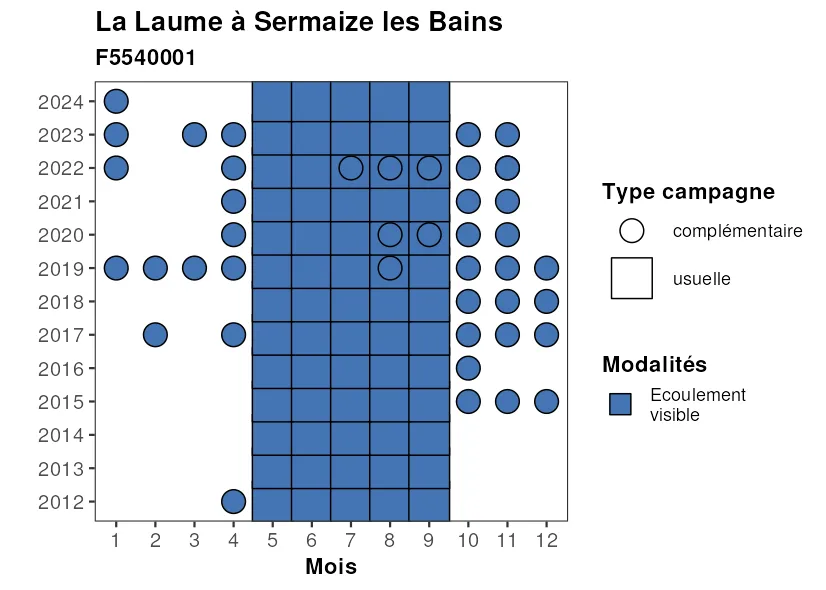 La Laume à Sermaize les Bains
F5540001
2024
2023
2022
2021
2020
2019
2018
2017
2016
2015
2014
2013
2012
1 2 3 4 5 6 7 8 9 10 11 12
Mois
Type campagne
complémentaire
usuelle
Modalités
Ecoulement
visible